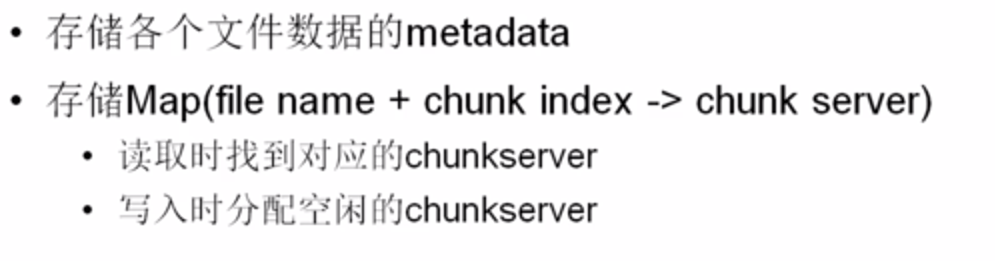 • 存储各个文件数据的metadata
• 存储Map(file name + chunk index -> chunk server)
• 读取时找到对应的chunkserver
• 写入时分配空闲的chunkserver